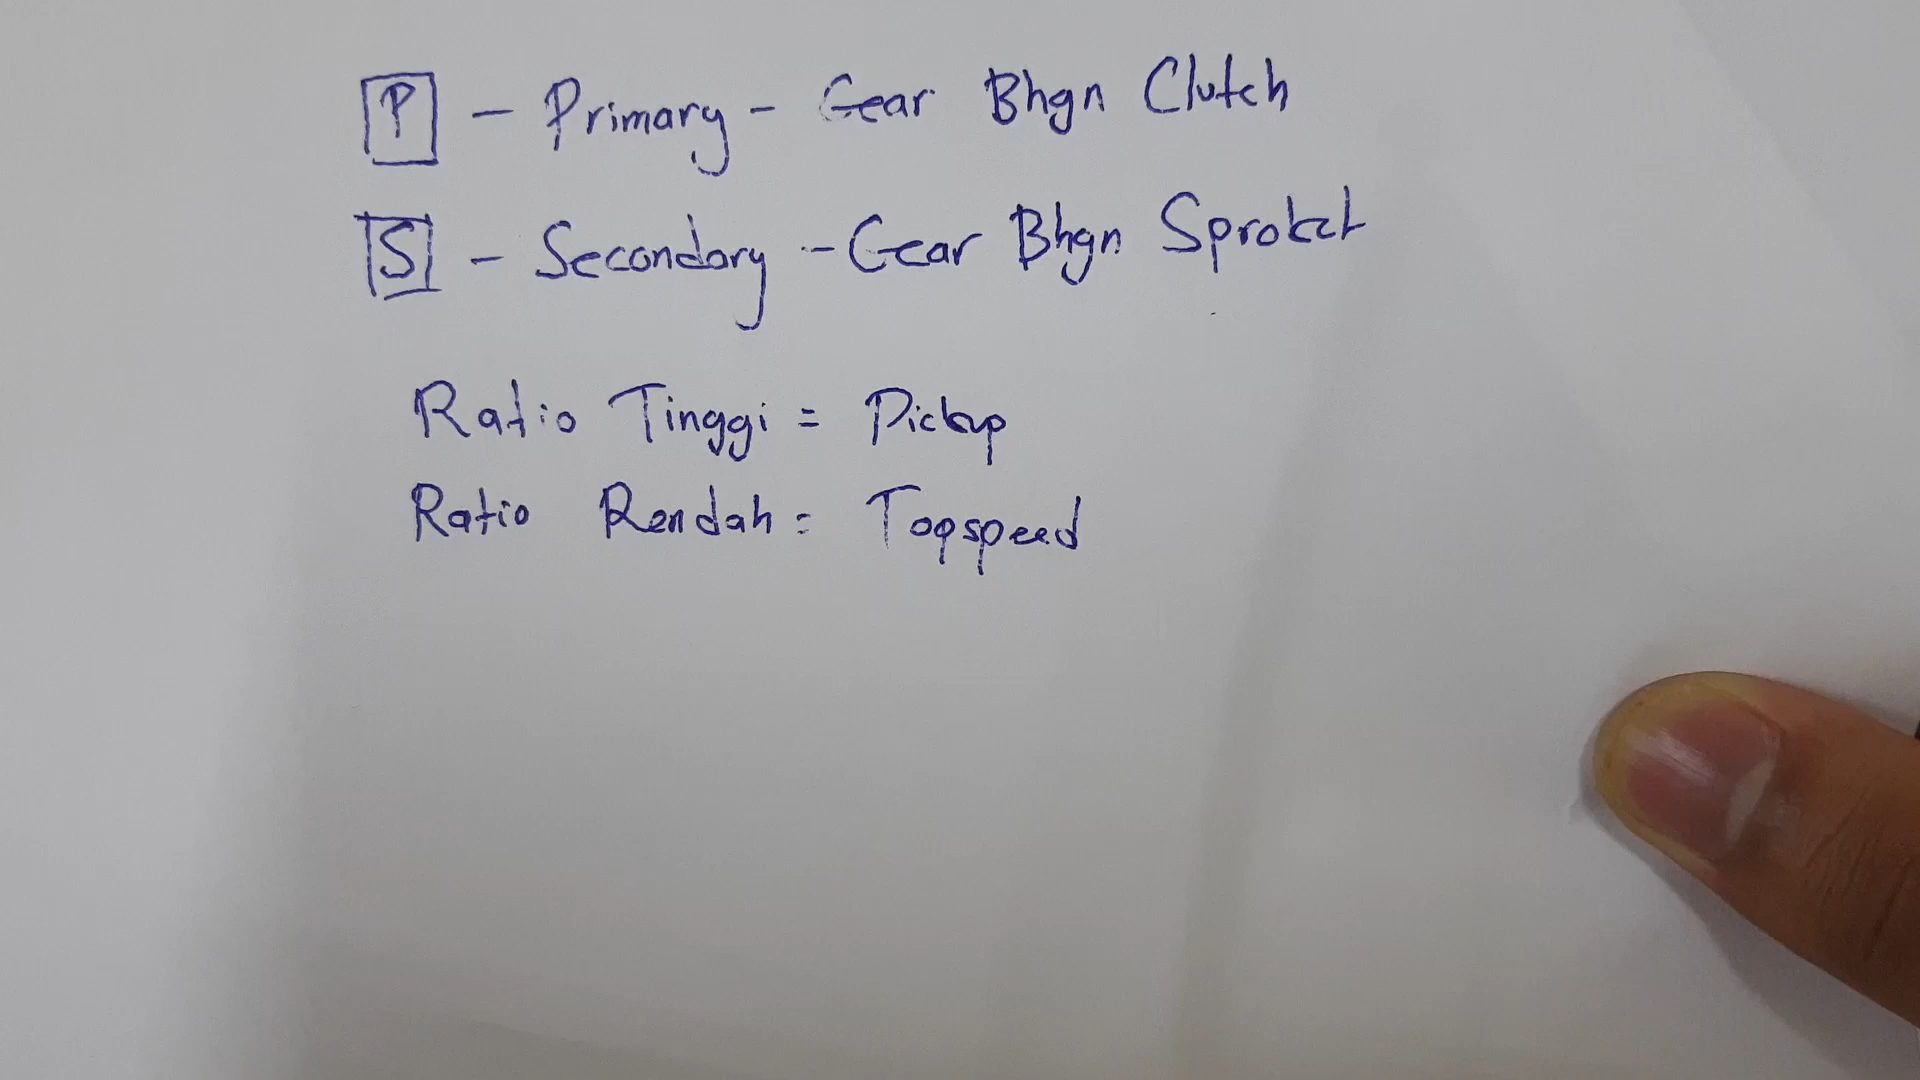 P - Primary - Gear Bhgn Clutch
S - Secondary - Gear Bhgn Sproket
Ratio Tinggi = Pickup
Ratio Rendah = Topspeed